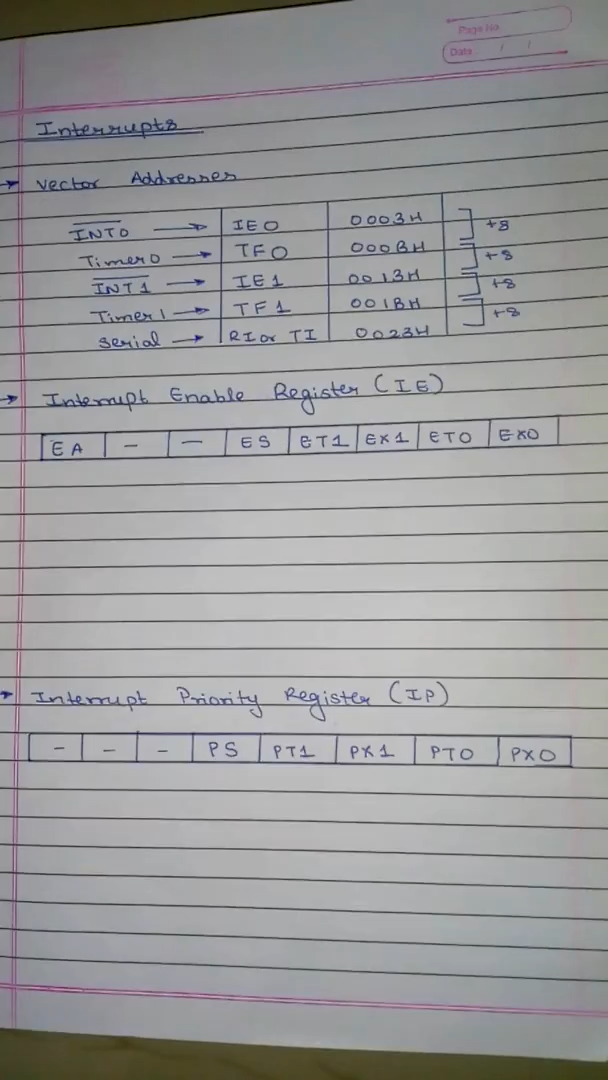 Page No
Date / /
Interrupts
→ Vector Addresses
INT0 → IE0 0003H ] +8
Timer0 → TF0 000BH ] +8
INT1 → IE1 0013H ] +8
Timer1 → TF1 001BH ] +8
serial → RI or TI 0023H
→ Interrupt Enable Register (IE)
EA - - ES ET1 EX1 ET0 EX0
→ Interrupt Priority Register (IP)
- - - PS PT1 PX1 PT0 PX0